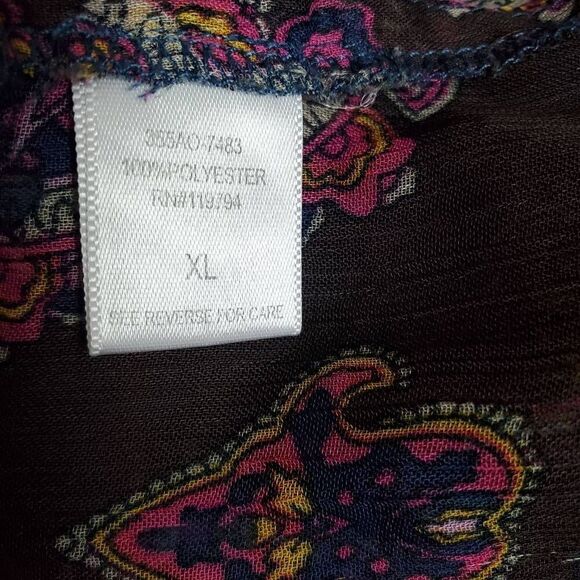 355AO-7483
100%POLYESTER
RN#119794
XL
SEE REVERSE FOR CARE